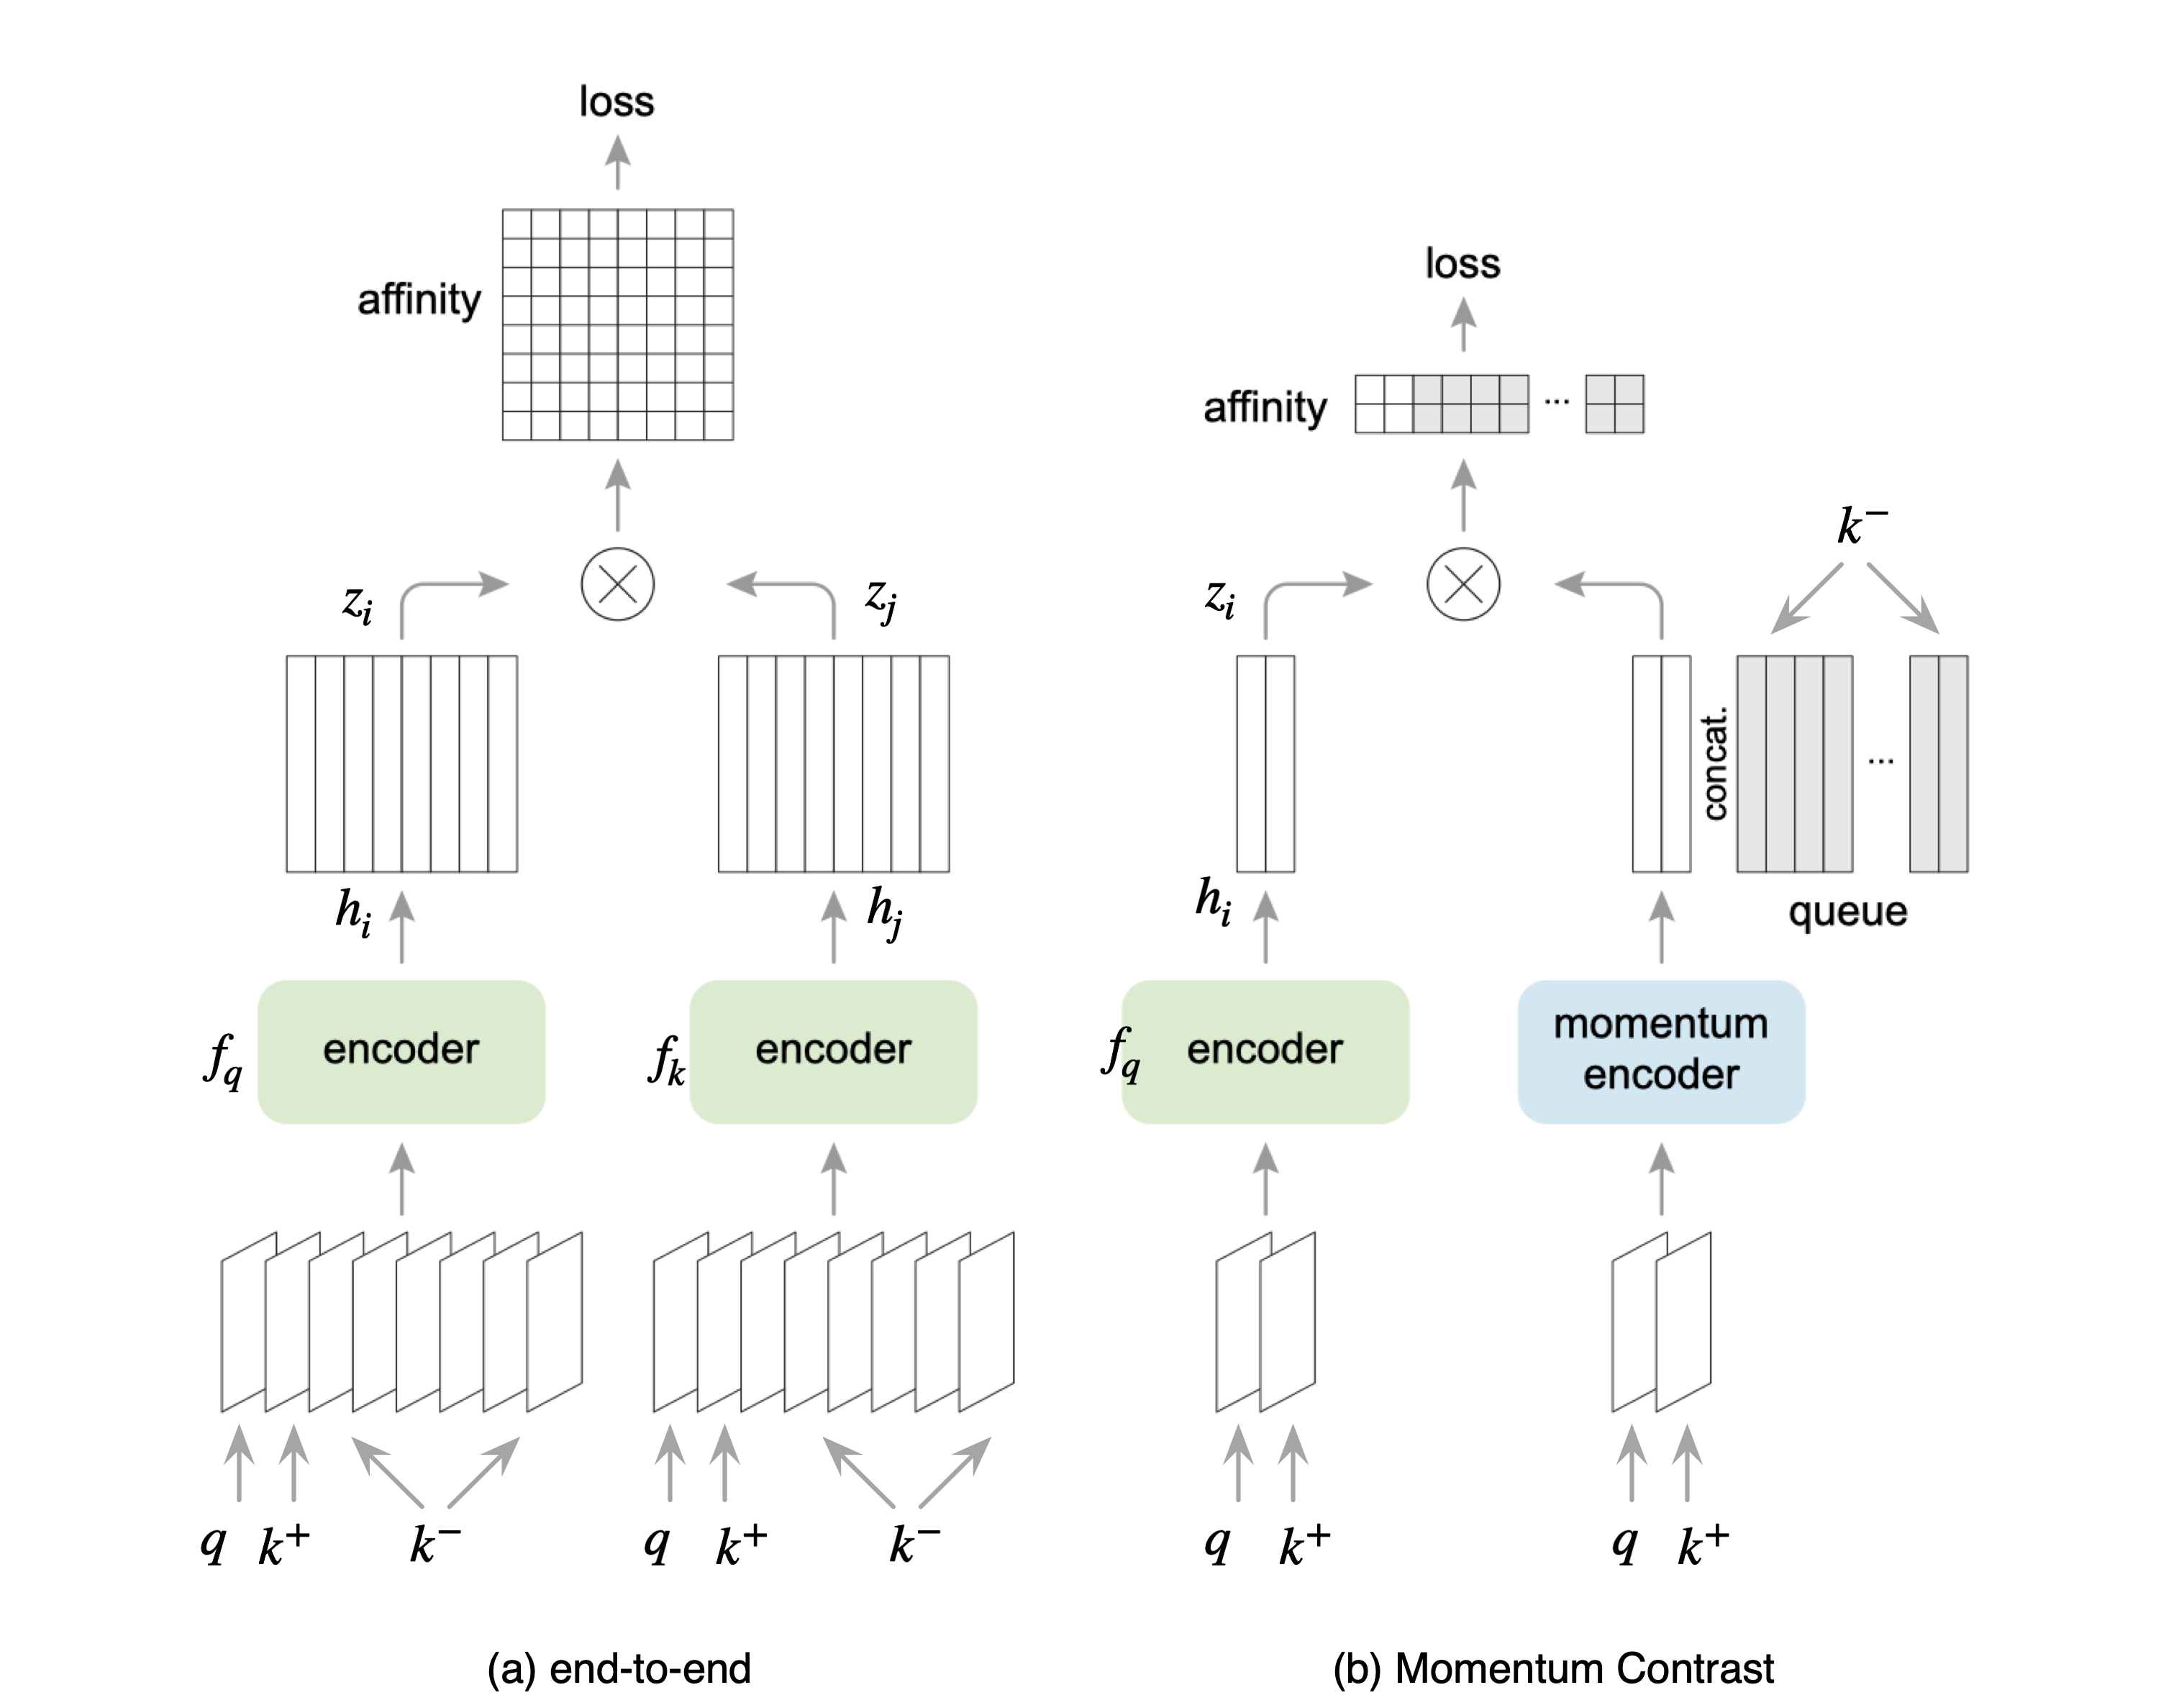 loss
affinity
z_i
z_j
h_i
h_j
f_q
encoder
f_k
encoder
q
k^+
k^−
q
k^+
k^−
(a) end-to-end
loss
affinity
...
k^−
z_i
concat.
...
queue
h_i
f_q
encoder
momentum
encoder
q
k^+
q
k^+
(b) Momentum Contrast